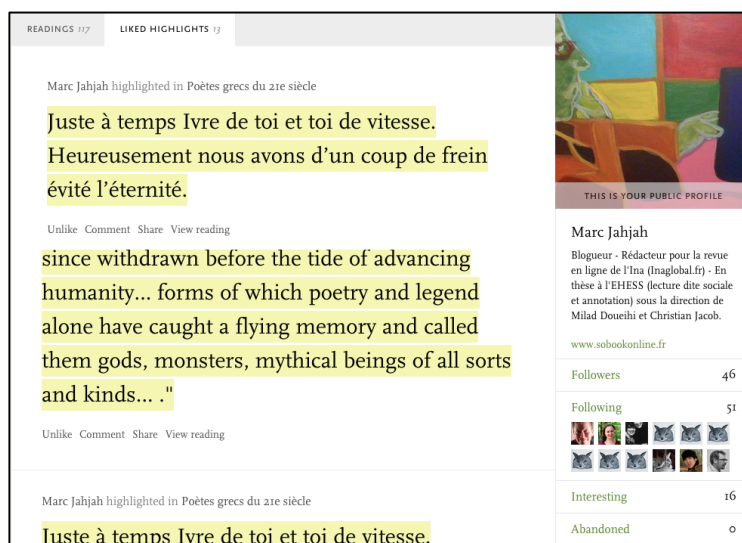 READINGS 117
LIKED HIGHLIGHTS 13
Marc Jahjah highlighted in Poètes grecs du 21e siècle
Juste à temps Ivre de toi et toi de vitesse.
Heureusement nous avons d’un coup de frein
évité l’éternité.
Unlike Comment Share View reading
since withdrawn before the tide of advancing
humanity... forms of which poetry and legend
alone have caught a flying memory and called
them gods, monsters, mythical beings of all sorts
and kinds... ."
Unlike Comment Share View reading
Marc Jahjah highlighted in Poètes grecs du 21e siècle
Juste à temps Ivre de toi et toi de vitesse.
THIS IS YOUR PUBLIC PROFILE
Marc Jahjah
Blogueur - Rédacteur pour la revue
en ligne de l'Ina (Inaglobal.fr) - En
thèse à l'EHESS (lecture dite sociale
et annotation) sous la direction de
Milad Doueihi et Christian Jacob.
www.sobookonline.fr
Followers 46
Following 51
Interesting 16
Abandoned 0